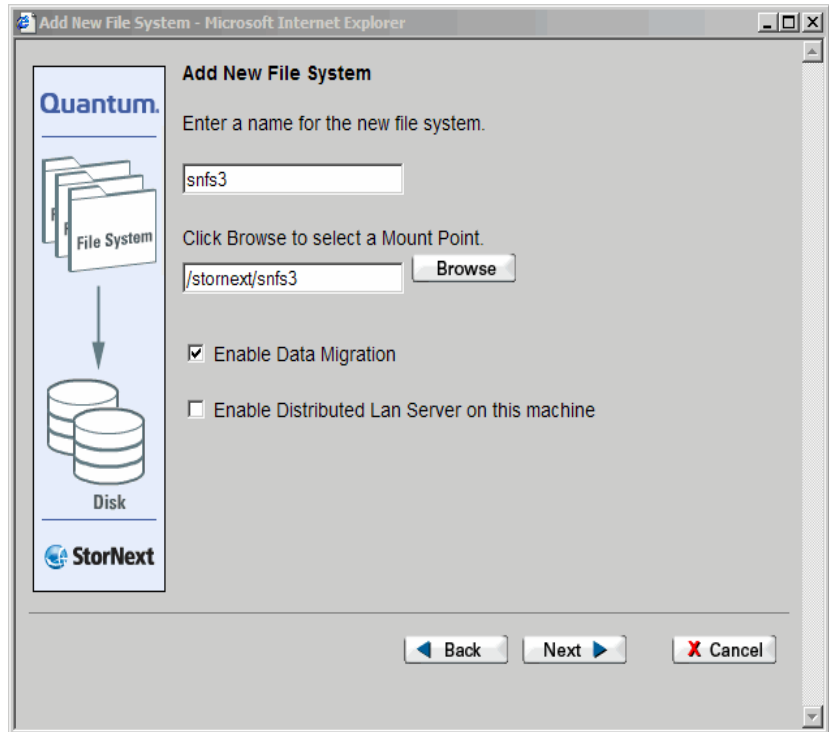 Add New File System - Microsoft Internet Explorer
Quantum.
File System
Disk
StorNext
Add New File System
Enter a name for the new file system.
snfs3
Click Browse to select a Mount Point.
/stornext/snfs3
Browse
Enable Data Migration
Enable Distributed Lan Server on this machine
Back
Next
X Cancel